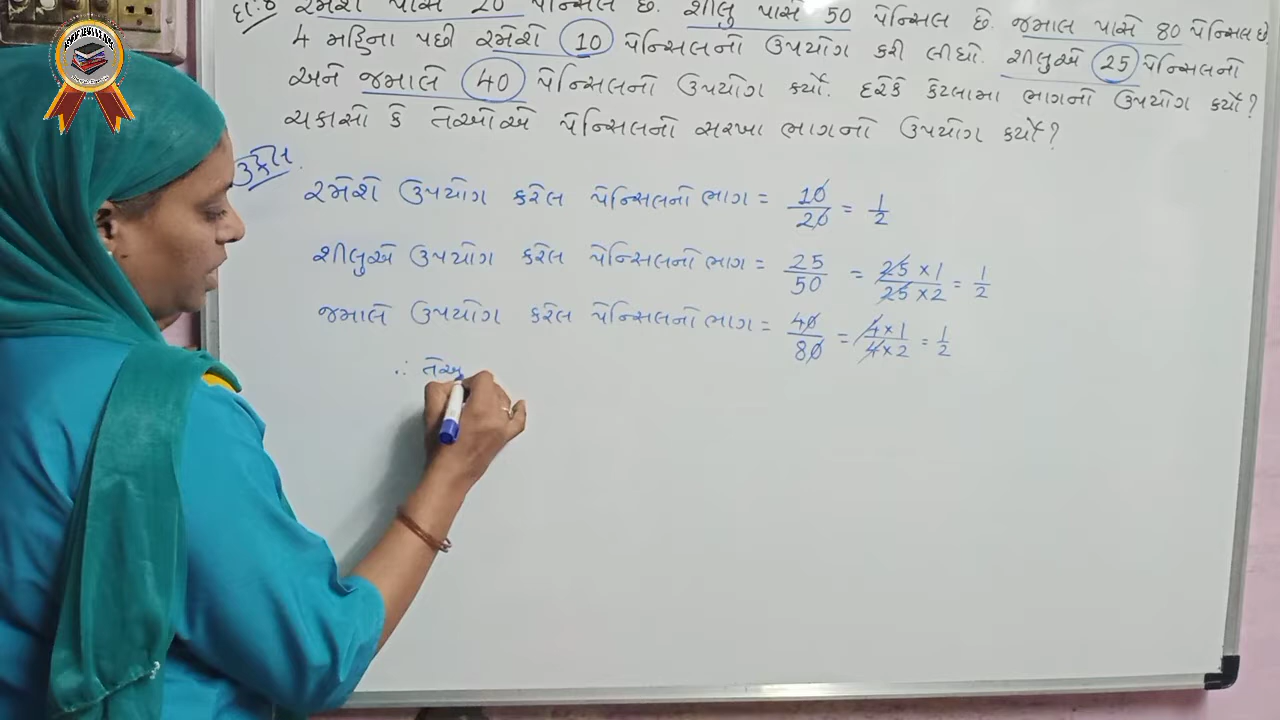 દા:8 રમેશ પાસે 20 પેન્સિલ છે. શીલુ પાસે 50 પેન્સિલ છે. જમાલ પાસે 80 પેન્સિલ છે
4 મહિના પછી રમેશે 10 પેન્સિલનો ઉપયોગ કરી લીધો. શીલુએ 25 પેન્સિલનો
અને જમાલે 40 પેન્સિલનો ઉપયોગ કર્યો. દરેકે કેટલામા ભાગનો ઉપયોગ કર્યો?
ચકાસો કે તેઓએ પેન્સિલનો સરખા ભાગનો ઉપયોગ કર્યો?
ઉકેલ
રમેશે ઉપયોગ કરેલ પેન્સિલનો ભાગ = 10/20 = 1/2
શીલુએ ઉપયોગ કરેલ પેન્સિલનો ભાગ = 25/50 = 25×1/25×2 = 1/2
જમાલે ઉપયોગ કરેલ પેન્સિલનો ભાગ = 40/80 = 4×1/4×2 = 1/2
∴ તેઅ